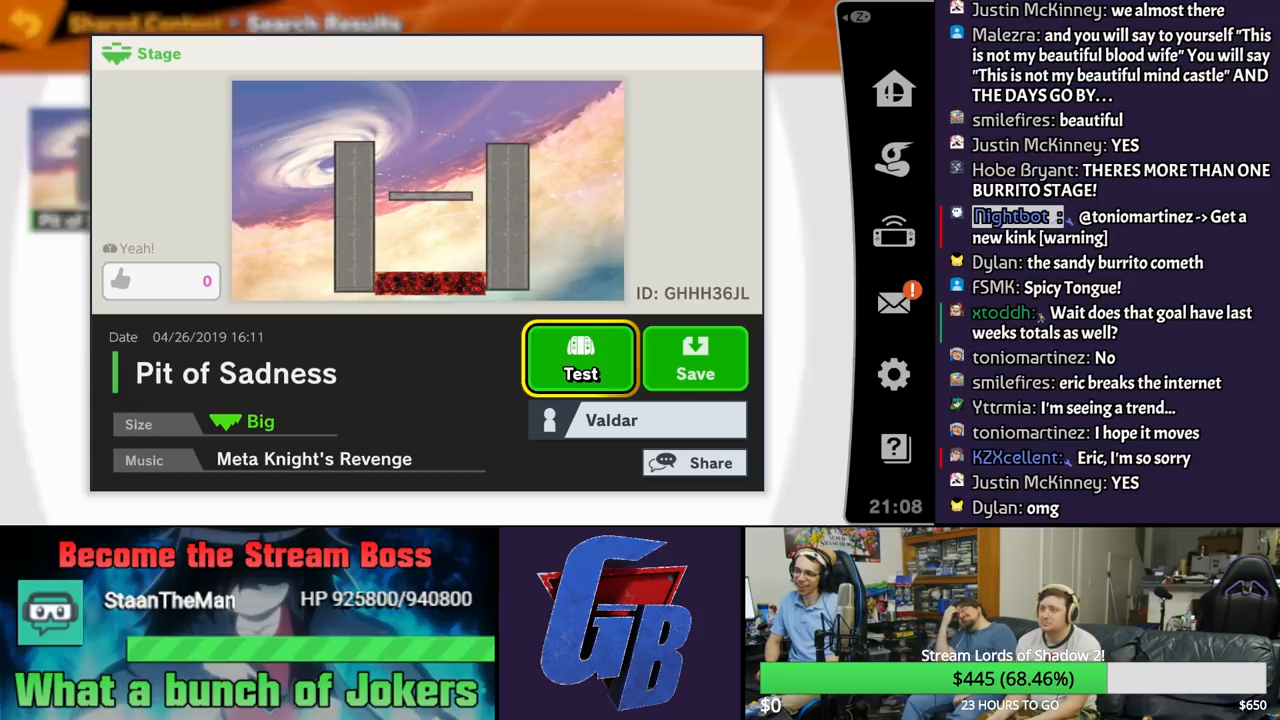 Shared Content
Search Results
Stage
Pit of
Yeah!
0
ID: GHHH36JL
Date 04/26/2019 16:11
Pit of Sadness
Test
Save
Size
Big
Valdar
Music
Meta Knight's Revenge
Share
21:08
Justin McKinney: we almost there
Malezra: and you will say to yourself "This
is not my beautiful blood wife" You will say
"This is not my beautiful mind castle" AND
THE DAYS GO BY...
smilefires: beautiful
Justin McKinney: YES
Hobe Bryant: THERES MORE THAN ONE
BURRITO STAGE!
Nightbot : @toniomartinez -> Get a
new kink [warning]
Dylan: the sandy burrito cometh
FSMK: Spicy Tongue!
xtoddh: Wait does that goal have last
weeks totals as well?
toniomartinez: No
smilefires: eric breaks the internet
Yttrmia: I'm seeing a trend...
toniomartinez: I hope it moves
KZXcellent: Eric, I'm so sorry
Justin McKinney: YES
Dylan: omg
Become the Stream Boss
StaanTheMan
HP 925800/940800
What a bunch of Jokers
GB
Stream Lords of Shadow 2!
$445 (68.46%)
$0
23 HOURS TO GO
$650